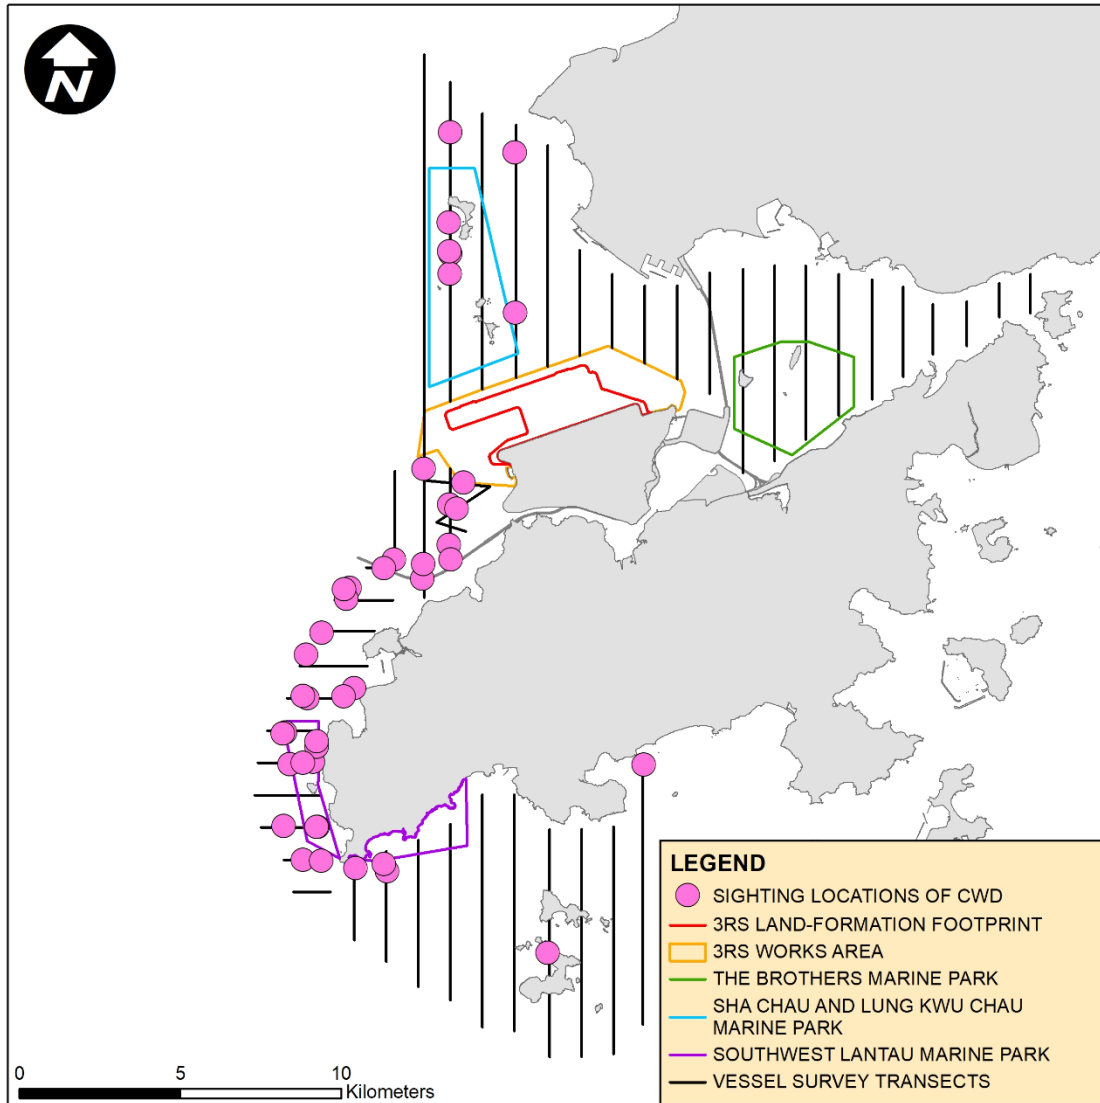 N
LEGEND
SIGHTING LOCATIONS OF CWD
3RS LAND-FORMATION FOOTPRINT
3RS WORKS AREA
THE BROTHERS MARINE PARK
SHA CHAU AND LUNG KWU CHAU
MARINE PARK
SOUTHWEST LANTAU MARINE PARK
VESSEL SURVEY TRANSECTS
0 5 10
Kilometers